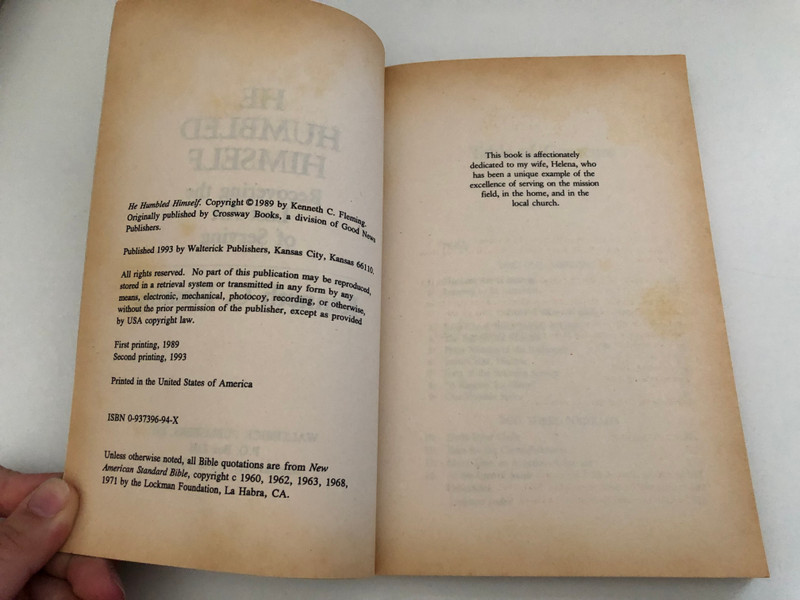 He Humbled Himself. Copyright ©1989 by Kenneth C. Fleming.
Originally published by Crossway Books, a division of Good News
Publishers.
Published 1993 by Walterick Publishers, Kansas City, Kansas 66110.
All rights reserved. No part of this publication may be reproduced,
stored in a retrieval system or transmitted in any form by any
means, electronic, mechanical, photocoy, recording, or otherwise,
without the prior permission of the publisher, except as provided
by USA copyright law.
First printing, 1989
Second printing, 1993
Printed in the United States of America
ISBN 0-937396-94-X
Unless otherwise noted, all Bible quotations are from New
American Standard Bible, copyright c 1960, 1962, 1963, 1968,
1971 by the Lockman Foundation, La Habra, CA.
This book is affectionately
dedicated to my wife, Helena, who
has been a unique example of the
excellence of serving on the mission
field, in the home, and in the
local church.
HE
HUMBLED
HIMSELF
Recovering the
of Serving